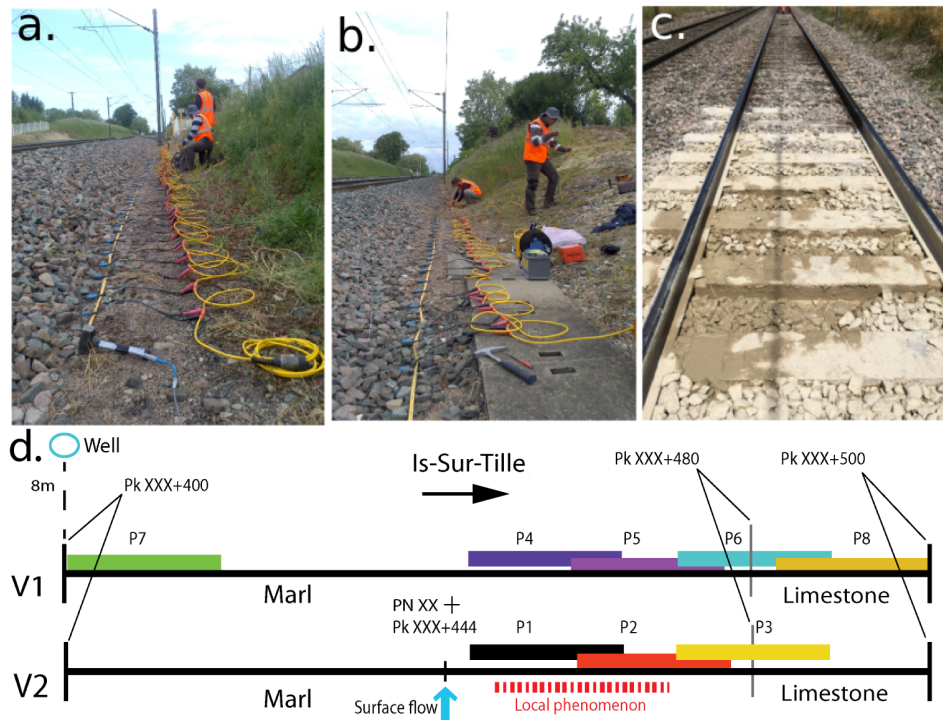 a.
b.
c.
d.
Well
8m
Pk XXX+400
Is-Sur-Tille
Pk XXX+480
Pk XXX+500
P7
P4
P5
P6
P8
V1
Marl
Limestone
PN XX
Pk XXX+444
P1
P2
P3
V2
Marl
Limestone
Surface flow
Local phenomenon